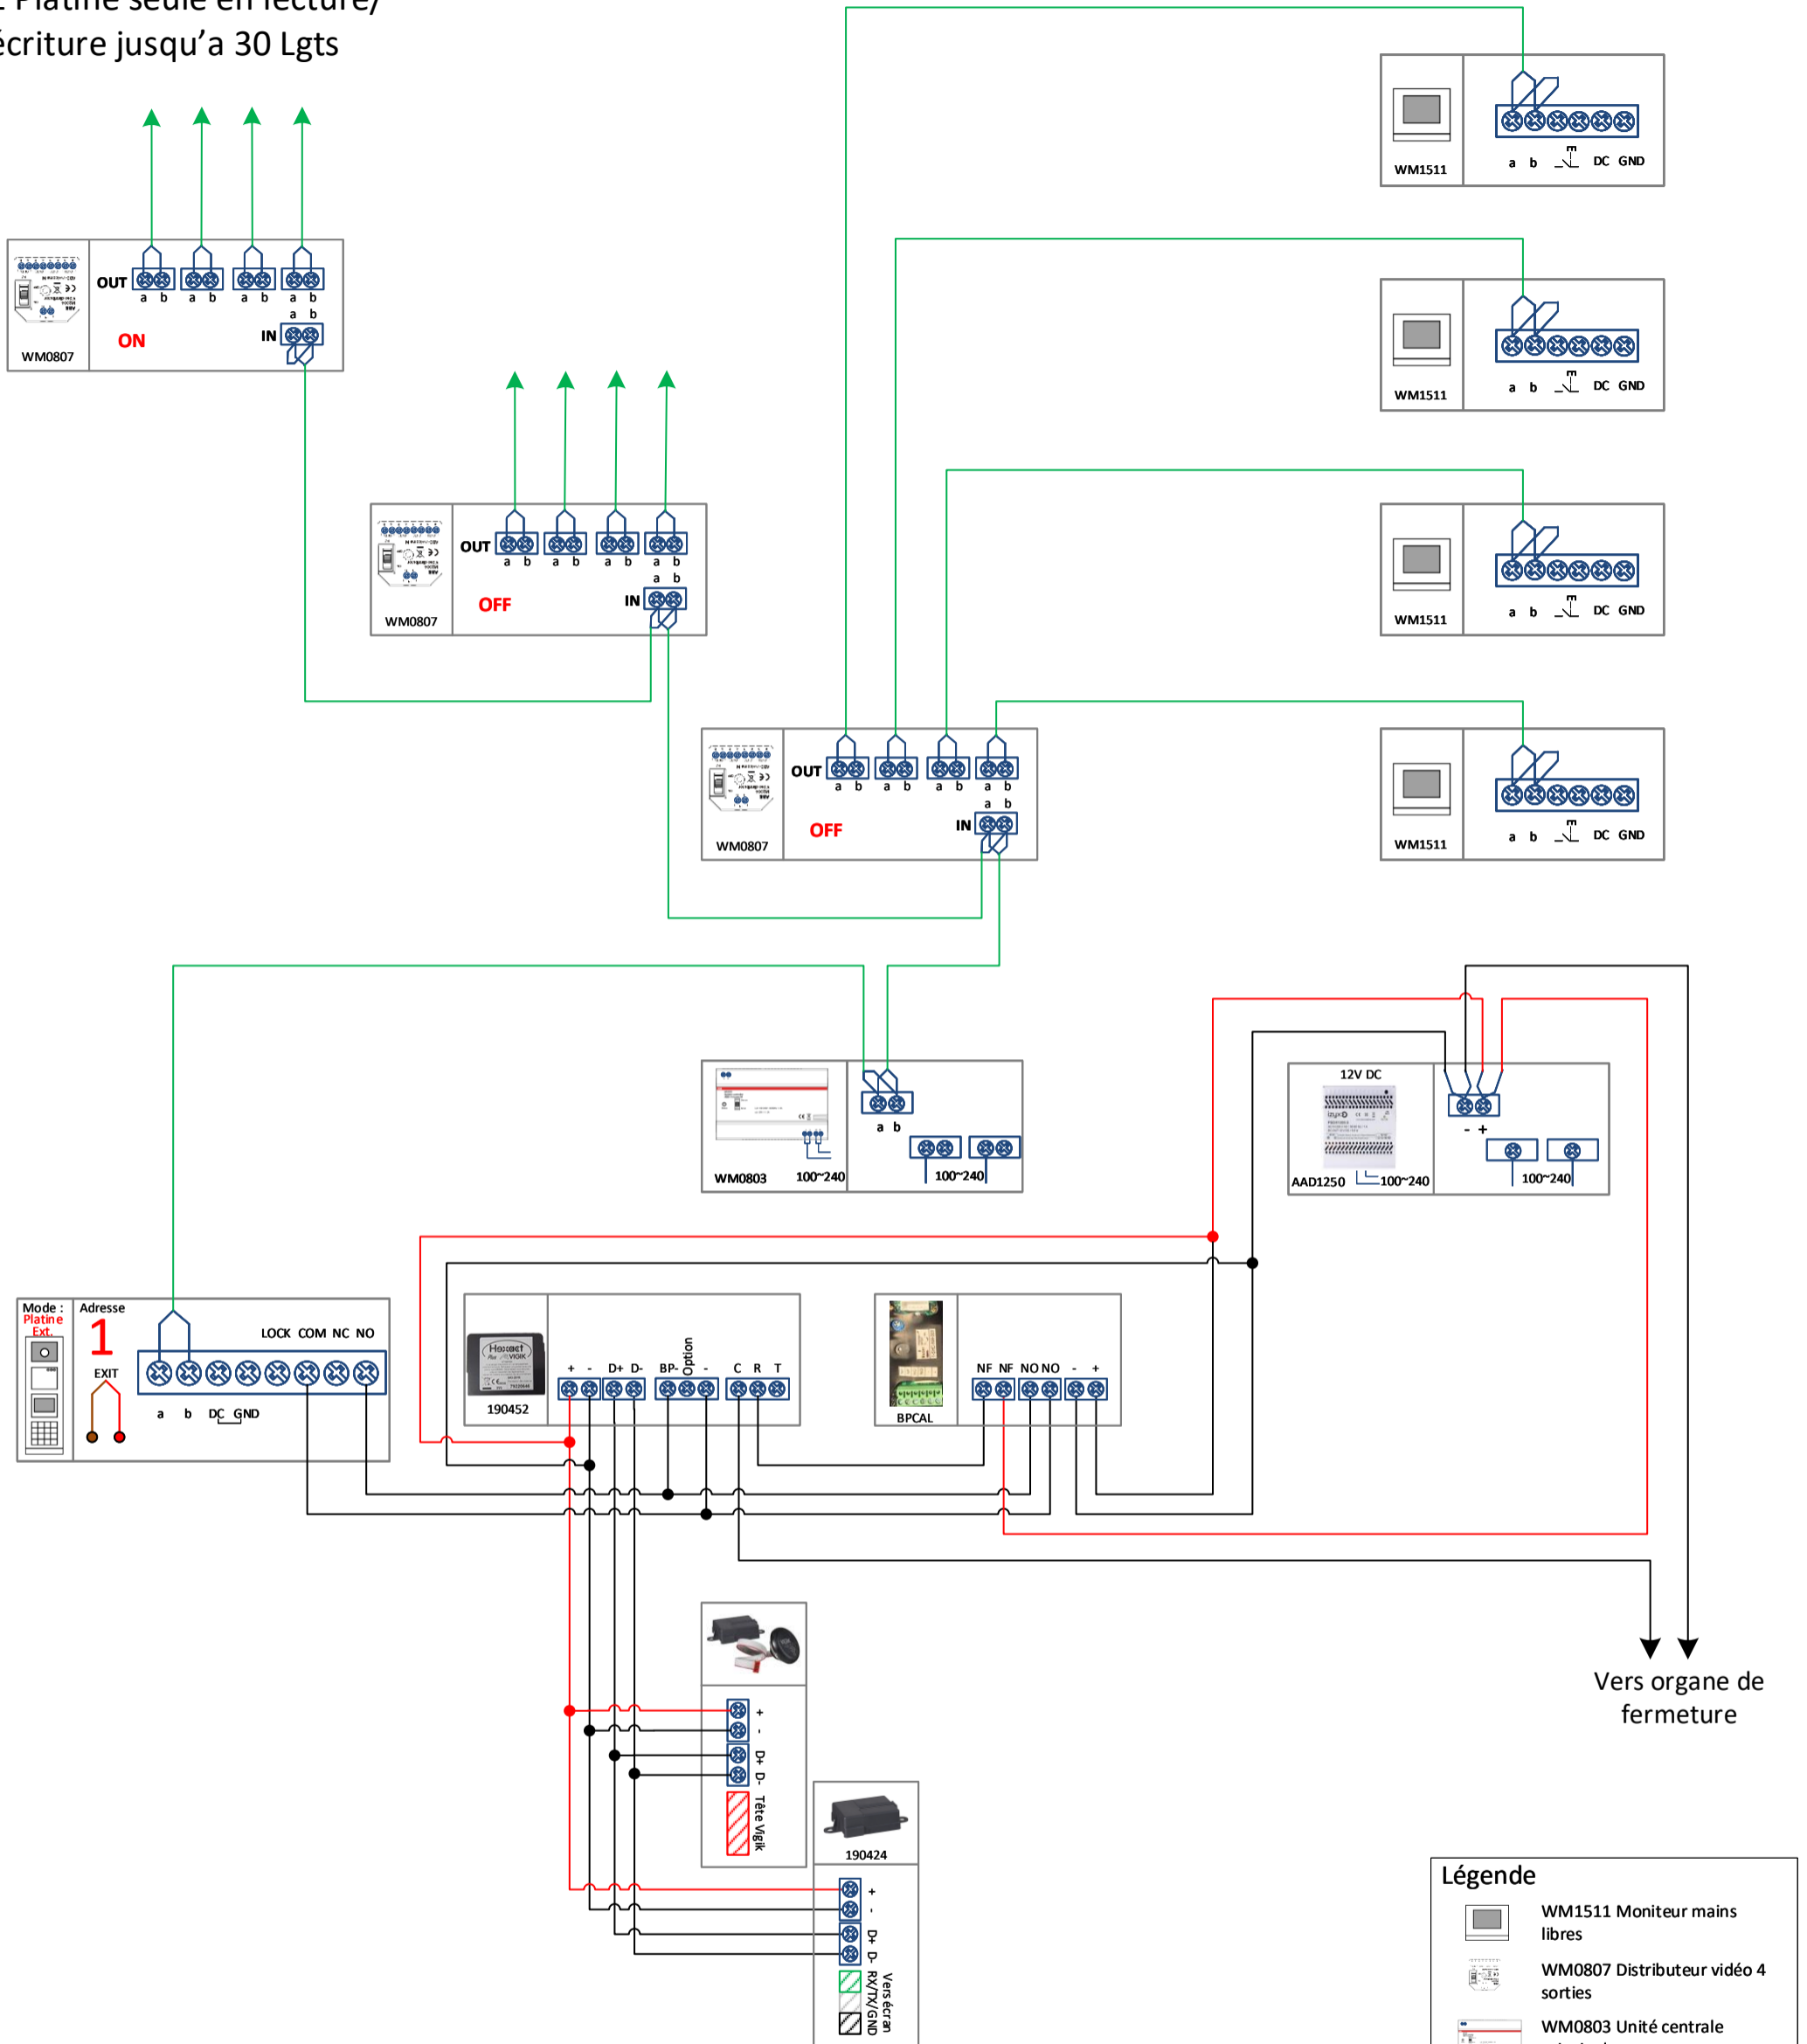 Platine seule en lecture/
écriture jusqu’a 30 Lgts
WM1511
a b DC GND
WM0807
OUT
a b a b a b a b
a b
IN
ON
WM1511
a b DC GND
WM0807
OUT
a b a b a b a b
a b
IN
OFF
WM1511
a b DC GND
WM0807
OUT
a b a b a b a b
a b
IN
OFF
WM1511
a b DC GND
WM0803 100~240
a b
100~240
12V DC
izyx
AAD1250 100~240
- +
100~240
Mode :
Platine
Ext.
Adresse
1
EXIT
LOCK COM NC NO
a b DC GND
Hexact
VIGIK
190452
+ - D+ D- BP- Option - C R T
BPCAL
NF NF NO NO - +
+
-
D+
D-
Tête Vigik
190424
+
-
D+
D-
Vers écran
RX/TX/GND
Vers organe de
fermeture
Légende
WM1511 Moniteur mains
libres
WM0807 Distributeur vidéo 4
sorties
WM0803 Unité centrale